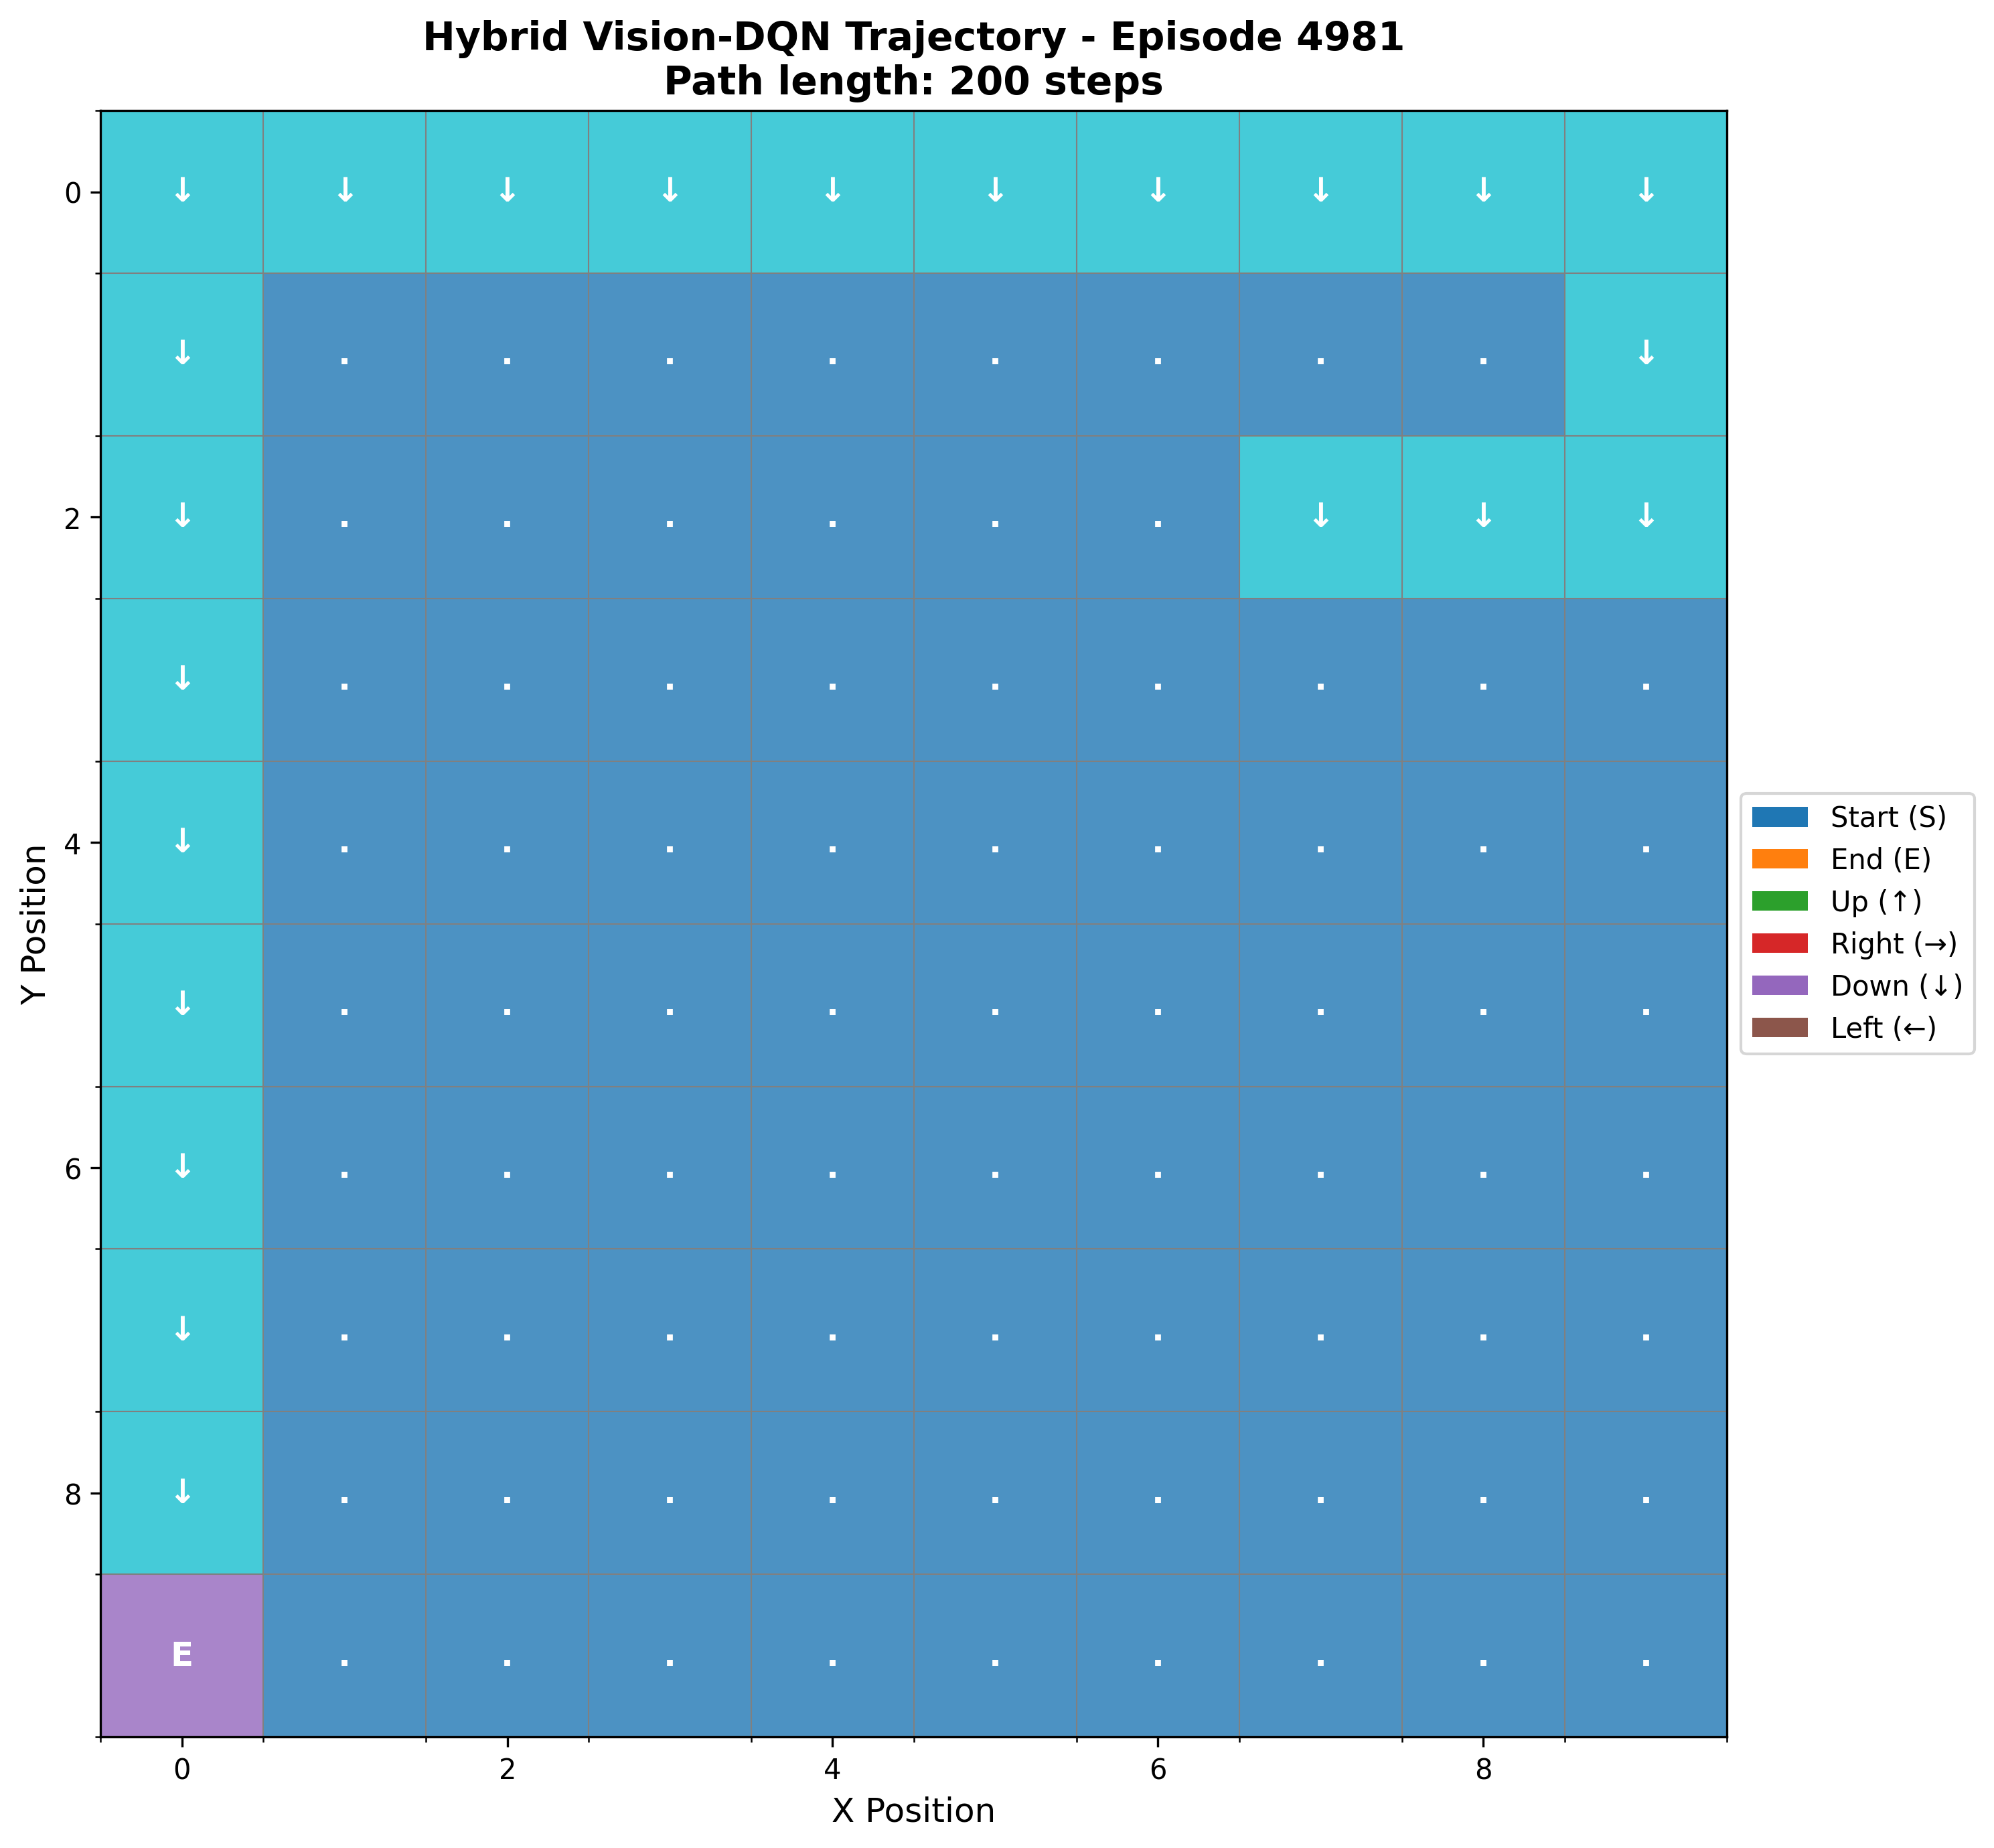 Hybrid Vision-DQN Trajectory - Episode 4981
Path length: 200 steps
0 ↓ ↓ ↓ ↓ ↓ ↓ ↓ ↓ ↓ ↓
↓ . . . . . . . . ↓
2 ↓ . . . . . . ↓ ↓ ↓
↓ . . . . . . . . .
4 ↓ . . . . . . . . .
↓ . . . . . . . . .
6 ↓ . . . . . . . . .
↓ . . . . . . . . .
8 ↓ . . . . . . . . .
E . . . . . . . . .
0 2 4 6 8
X Position
Y Position
Start (S)
End (E)
Up (↑)
Right (→)
Down (↓)
Left (←)